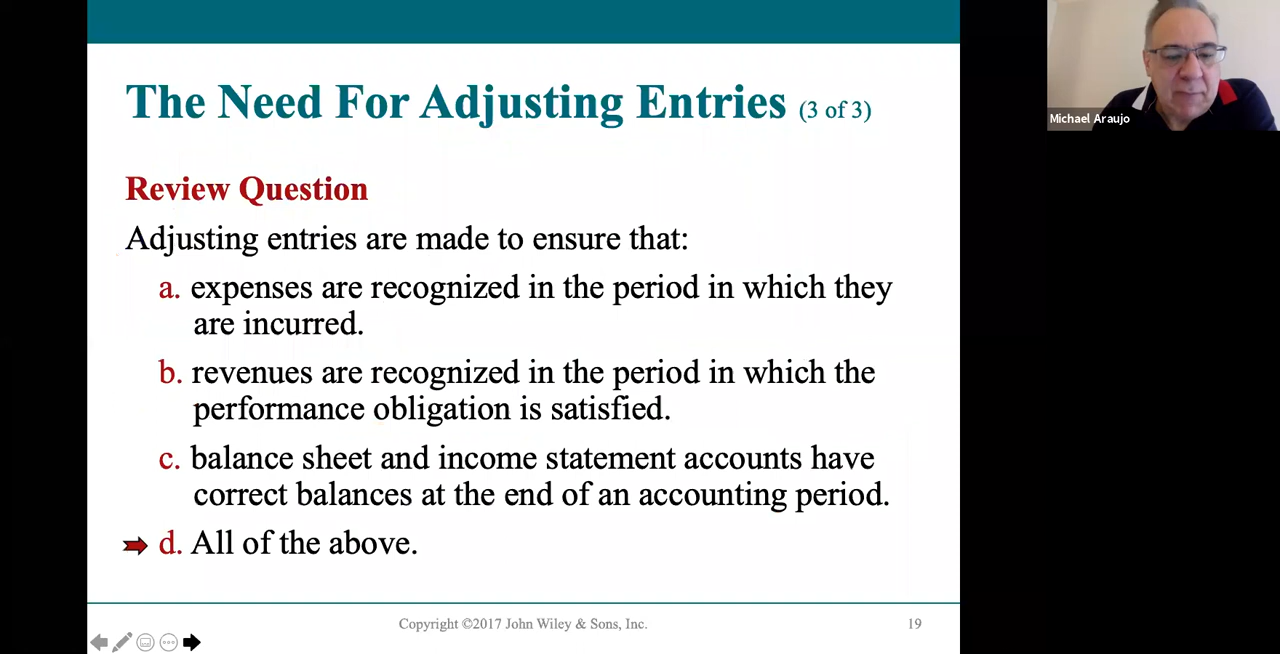 The Need For Adjusting Entries (3 of 3)
Michael Araujo
Review Question
Adjusting entries are made to ensure that:
a. expenses are recognized in the period in which they
are incurred.
b. revenues are recognized in the period in which the
performance obligation is satisfied.
c. balance sheet and income statement accounts have
correct balances at the end of an accounting period.
d. All of the above.
Copyright ©2017 John Wiley & Sons, Inc.
19